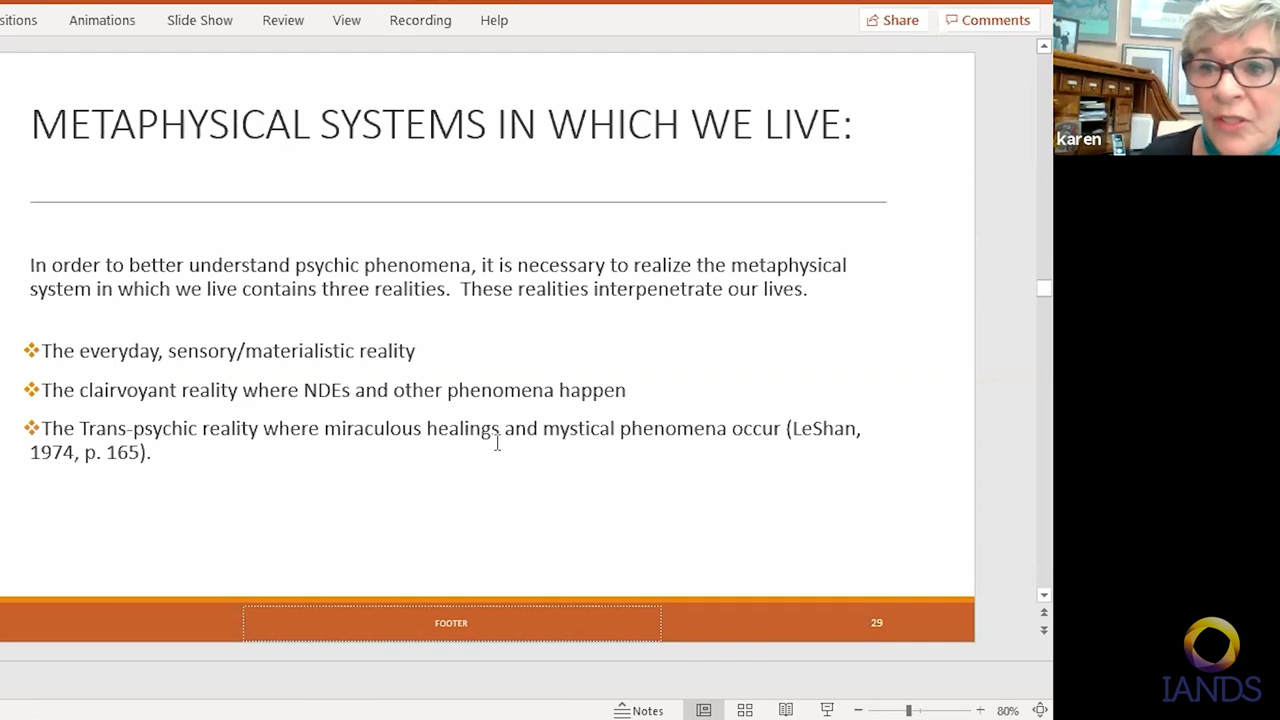 sitions Animations Slide Show Review View Recording Help Share Comments
karen
METAPHYSICAL SYSTEMS IN WHICH WE LIVE:
In order to better understand psychic phenomena, it is necessary to realize the metaphysical
system in which we live contains three realities.  These realities interpenetrate our lives.
The everyday, sensory/materialistic reality
The clairvoyant reality where NDEs and other phenomena happen
The Trans-psychic reality where miraculous healings and mystical phenomena occur (LeShan,
1974, p. 165).
FOOTER 29
IANDS
Notes 80%